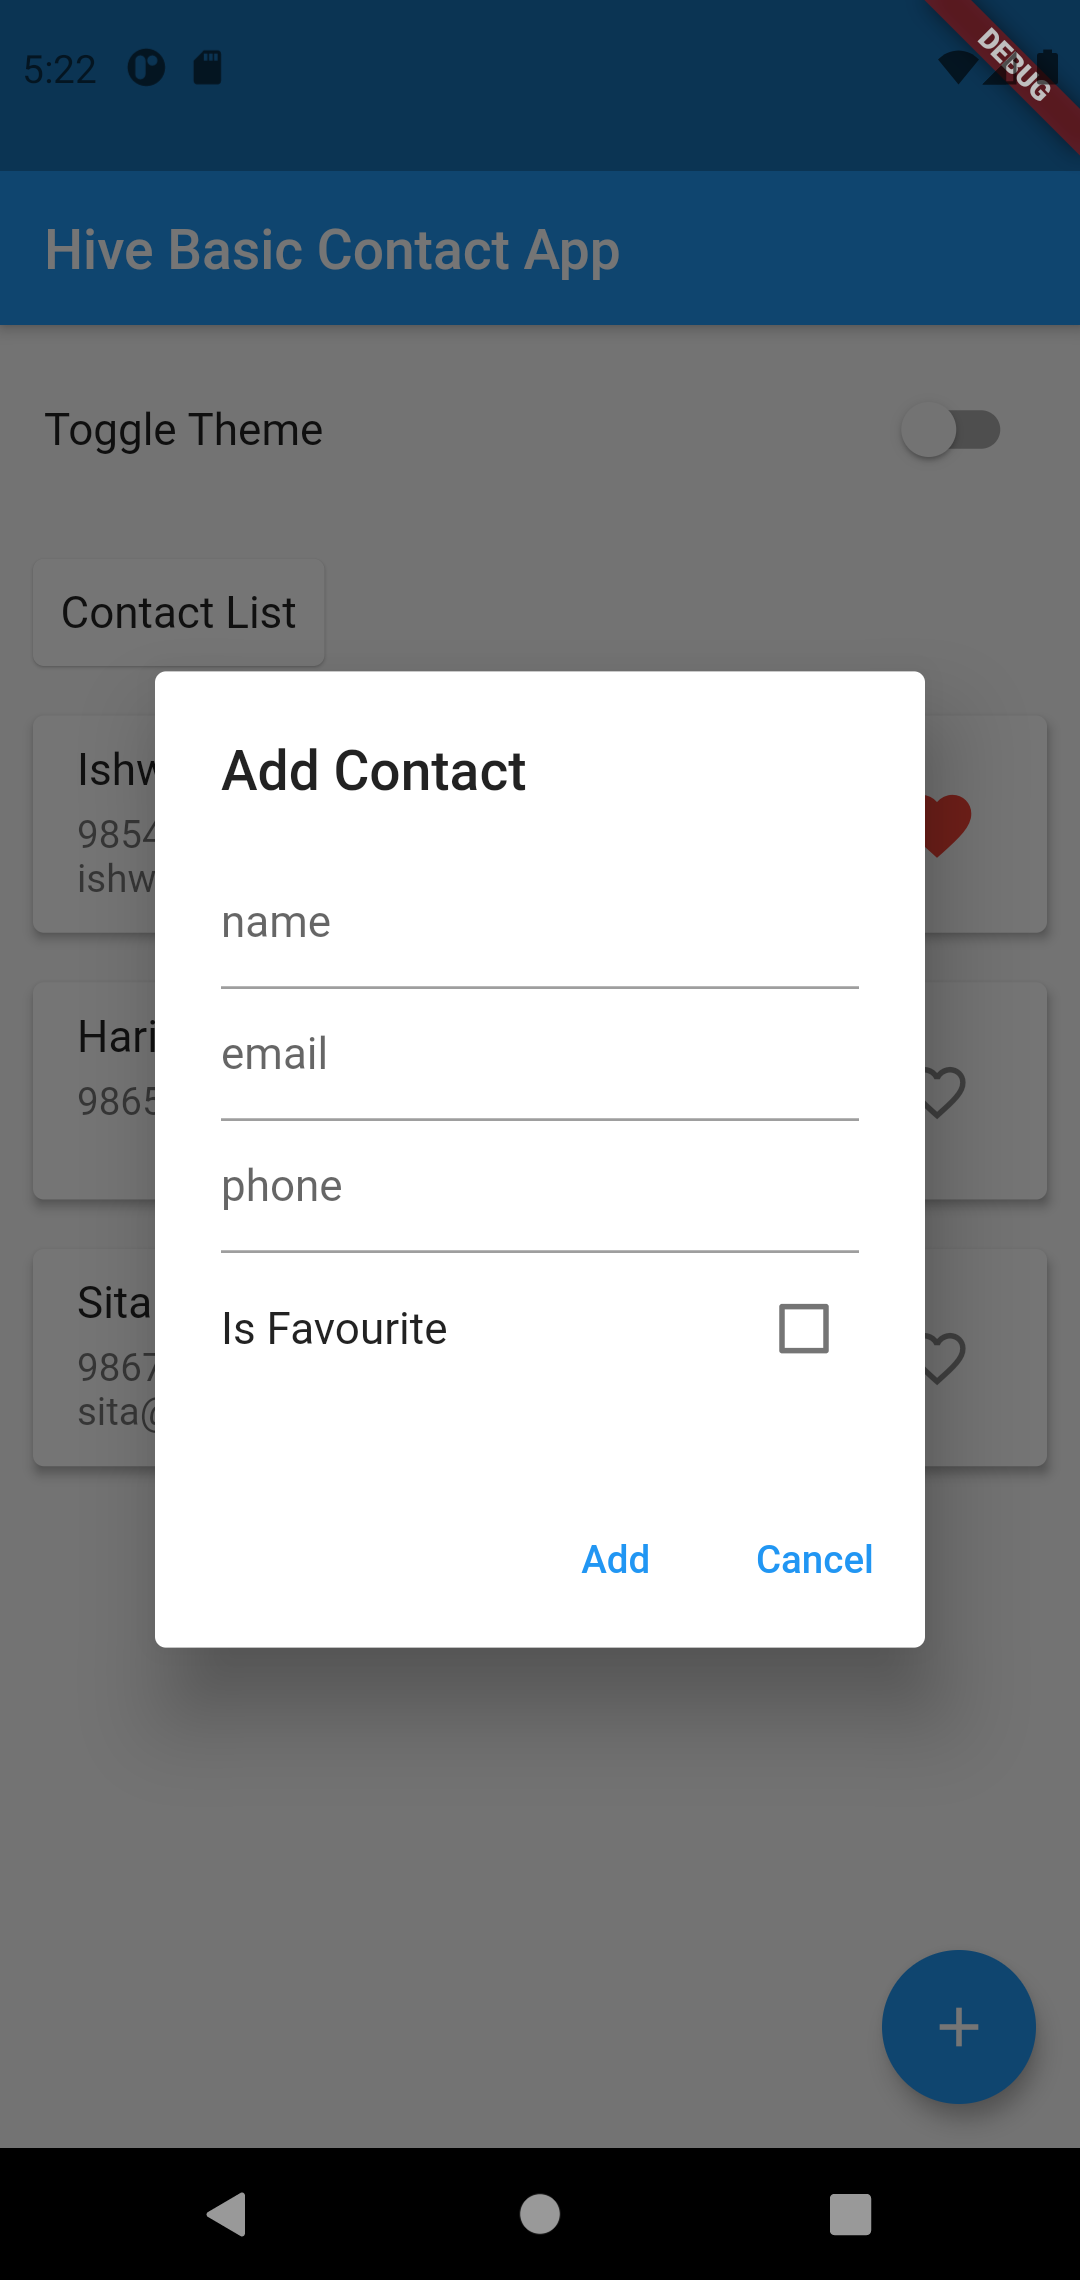 5:22
DEBUG
Hive Basic Contact App
Toggle Theme
Contact List
Ishw
9854
ishw
Hari
9865
Sita
9867
sita@
Add Contact
name
email
phone
Is Favourite
Add
Cancel